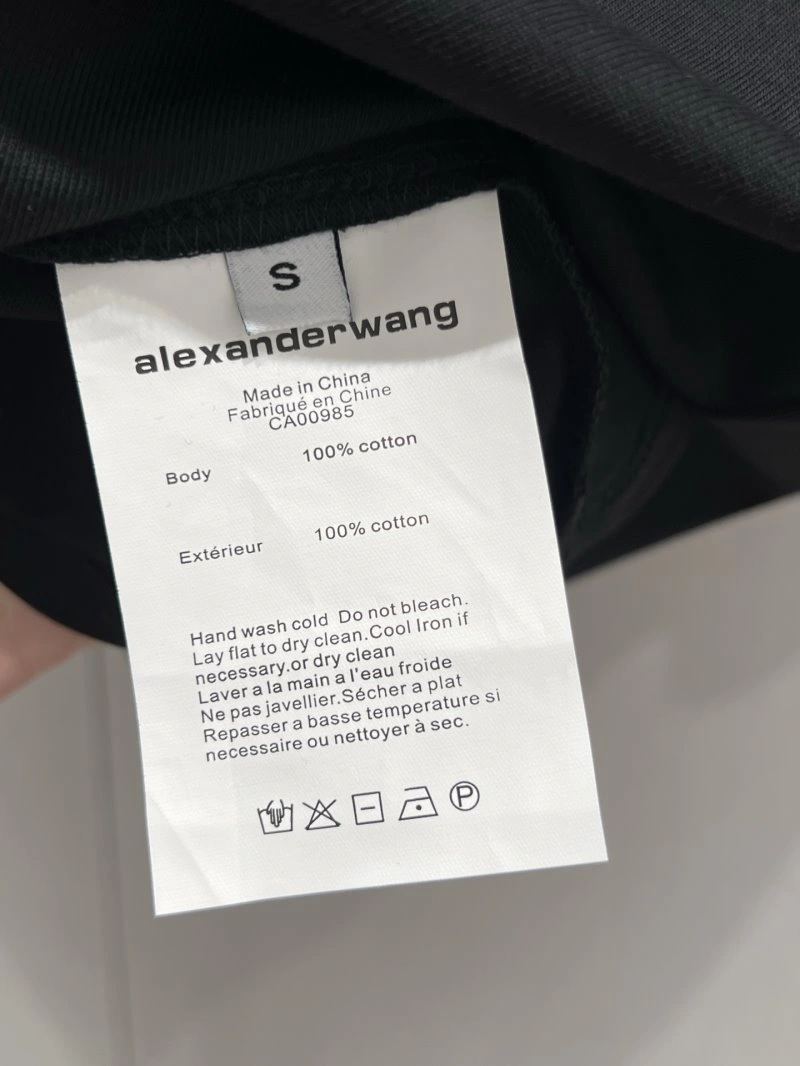 S
alexanderwang
Made in China
Fabriqué en Chine
CA00985
Body 100% cotton
Extérieur 100% cotton
Hand wash cold Do not bleach.
Lay flat to dry clean.Cool Iron if
necessary.or dry clean
Laver a la main a l'eau froide
Ne pas javellier.Sécher a plat
Repasser a basse temperature si
necessaire ou nettoyer à sec.
P